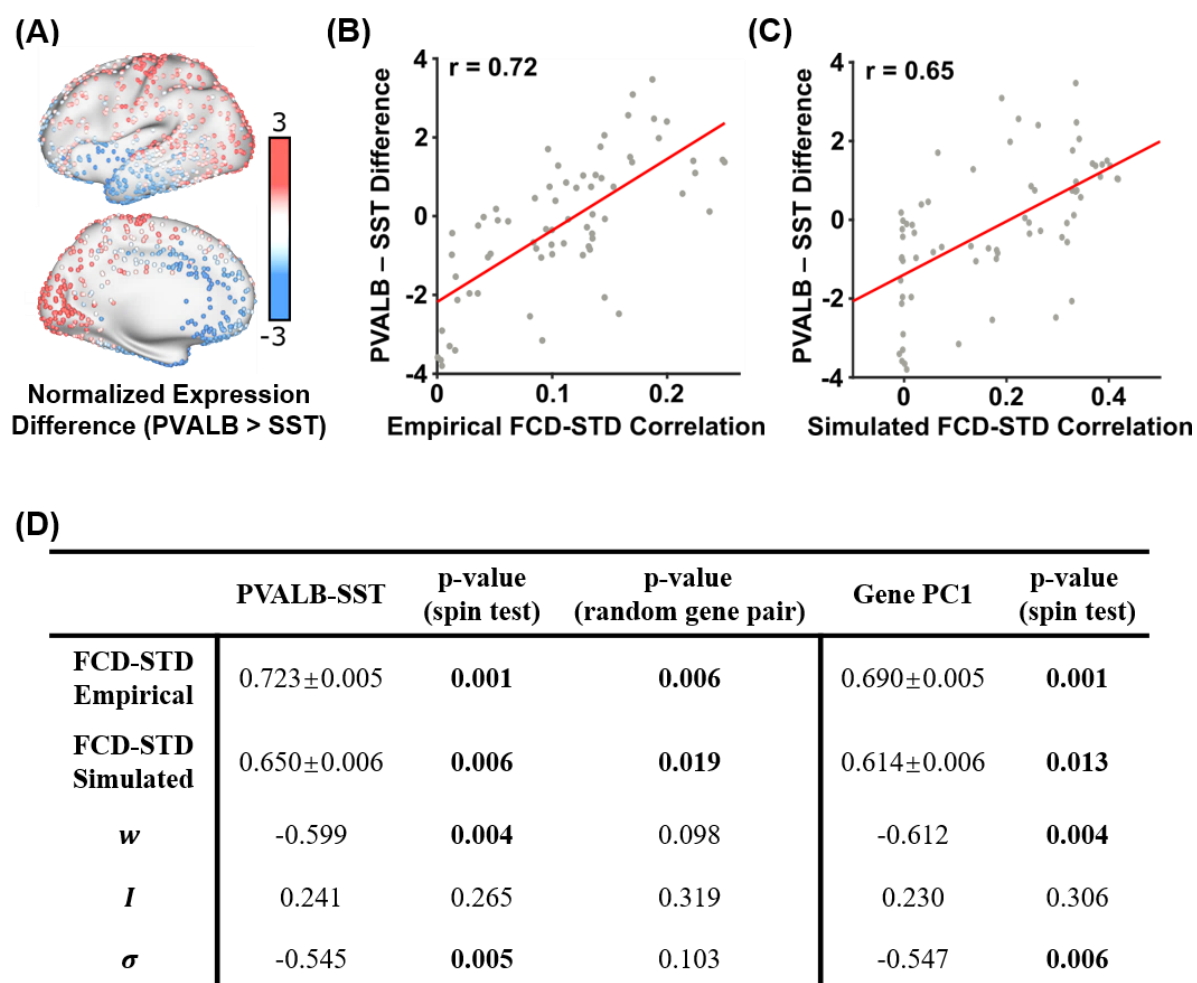 (A)
3
-3
Normalized Expression
Difference (PVALB > SST)
(B)
r = 0.72
PVALB – SST Difference
4
2
0
-2
-4
0
0.1
0.2
Empirical FCD-STD Correlation
(C)
r = 0.65
PVALB – SST Difference
4
2
0
-2
-4
0
0.2
0.4
Simulated FCD-STD Correlation
(D)
PVALB-SST p-value (spin test) p-value (random gene pair) Gene PC1 p-value (spin test)
FCD-STD Empirical 0.723±0.005 0.001 0.006 0.690±0.005 0.001
FCD-STD Simulated 0.650±0.006 0.006 0.019 0.614±0.006 0.013
w -0.599 0.004 0.098 -0.612 0.004
I 0.241 0.265 0.319 0.230 0.306
σ -0.545 0.005 0.103 -0.547 0.006